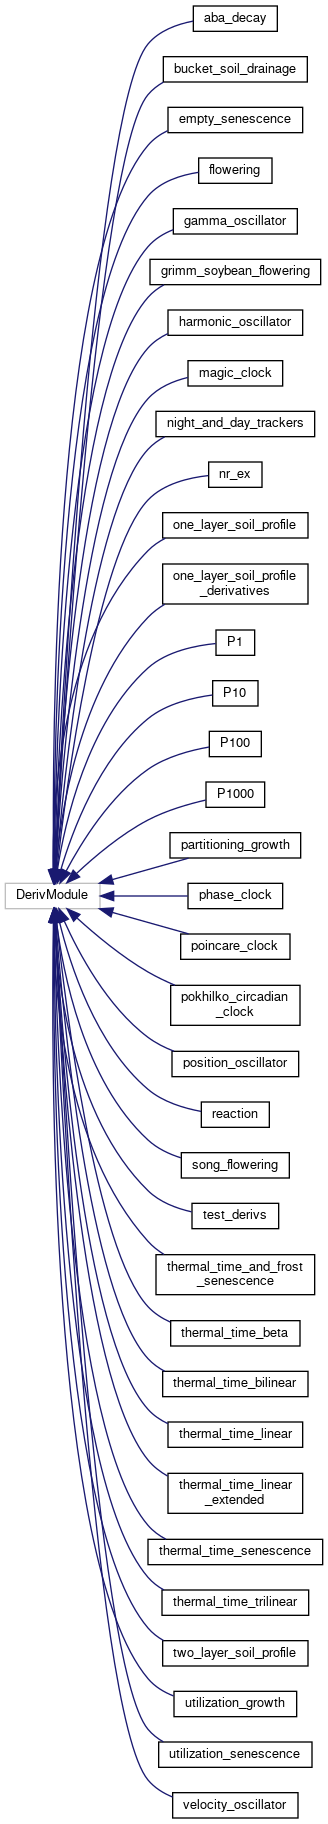 aba_decay
bucket_soil_drainage
empty_senescence
flowering
gamma_oscillator
grimm_soybean_flowering
harmonic_oscillator
magic_clock
night_and_day_trackers
nr_ex
one_layer_soil_profile
one_layer_soil_profile
_derivatives
P1
P10
P100
P1000
partitioning_growth
DerivModule
phase_clock
poincare_clock
pokhilko_circadian
_clock
position_oscillator
reaction
song_flowering
test_derivs
thermal_time_and_frost
_senescence
thermal_time_beta
thermal_time_bilinear
thermal_time_linear
thermal_time_linear
_extended
thermal_time_senescence
thermal_time_trilinear
two_layer_soil_profile
utilization_growth
utilization_senescence
velocity_oscillator